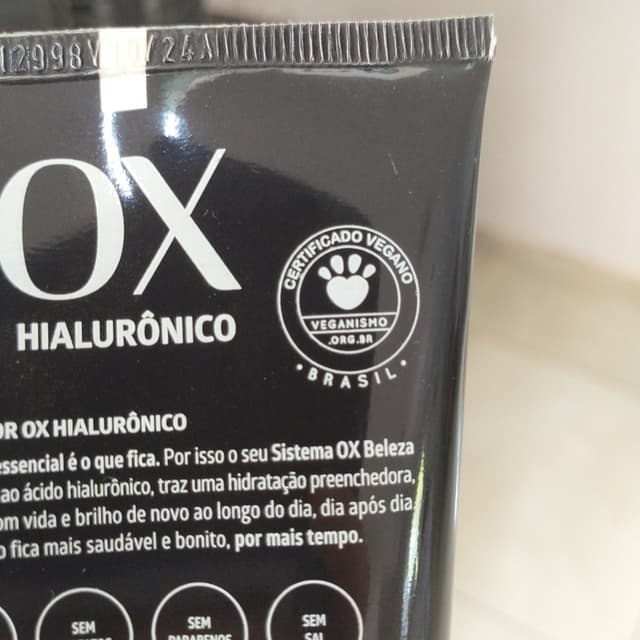 OX
HIALURÔNICO
CERTIFICADO VEGANO
VEGANISMO
.ORG.BR
BRASIL
OR OX HIALURÔNICO
essencial é o que fica. Por isso o seu Sistema OX Beleza
ao ácido hialurônico, traz uma hidratação preenchedora,
om vida e brilho de novo ao longo do dia, dia após dia.
o fica mais saudável e bonito, por mais tempo.
SEM
SEM PARABENOS
SEM SAL